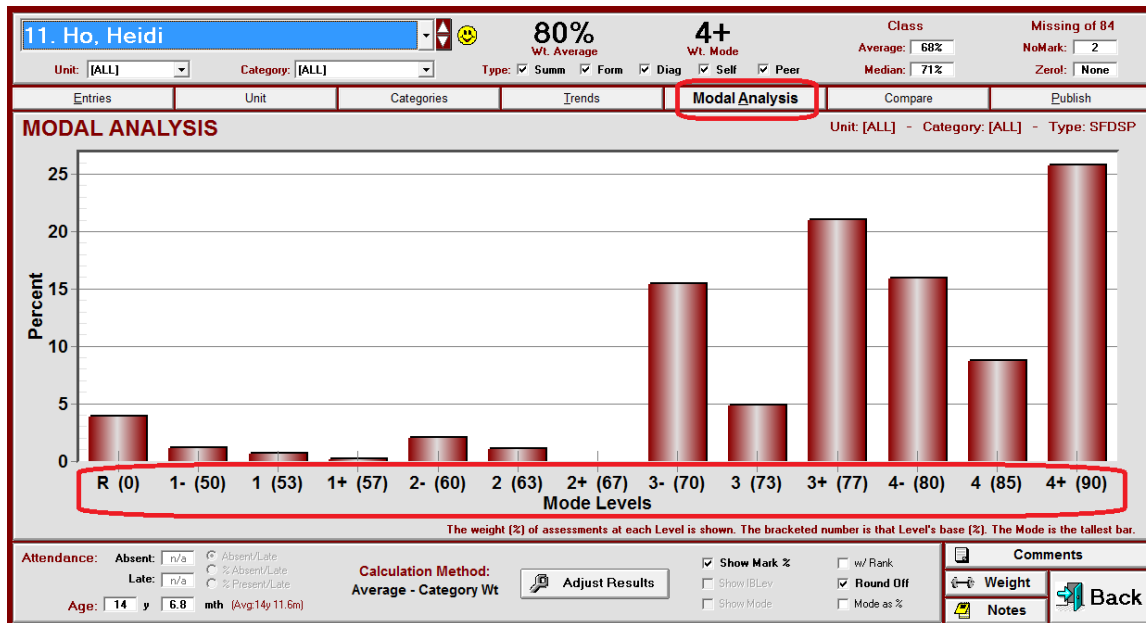 11. Ho, Heidi
80%
Wt. Average
4+
Wt. Mode
Class
Average: 68%
Median: 71%
Missing of 84
NoMark: 2
Zero!: None
Unit: [ALL]
Category: [ALL]
Type: Summ Form Diag Self Peer
Entries
Unit
Categories
Trends
Modal Analysis
Compare
Publish
MODAL ANALYSIS
Unit: [ALL] - Category: [ALL] - Type: SFDSP
Percent
25
20
15
10
5
0
R (0) 1- (50) 1 (53) 1+ (57) 2- (60) 2 (63) 2+ (67) 3- (70) 3 (73) 3+ (77) 4- (80) 4 (85) 4+ (90)
Mode Levels
The weight (%) of assessments at each Level is shown. The bracketed number is that Level's base (%). The Mode is the tallest bar.
Attendance: Absent: n/a
Late: n/a
Age: 14 y 6.8 mth (Avg:14y 11.6m)
Absent/Late
% Absent/Late
% Present/Late
Calculation Method:
Average - Category Wt
Adjust Results
Show Mark %
Show IBLev
Show Mode
w/ Rank
Round Off
Mode as %
Comments
Weight
Notes
Back